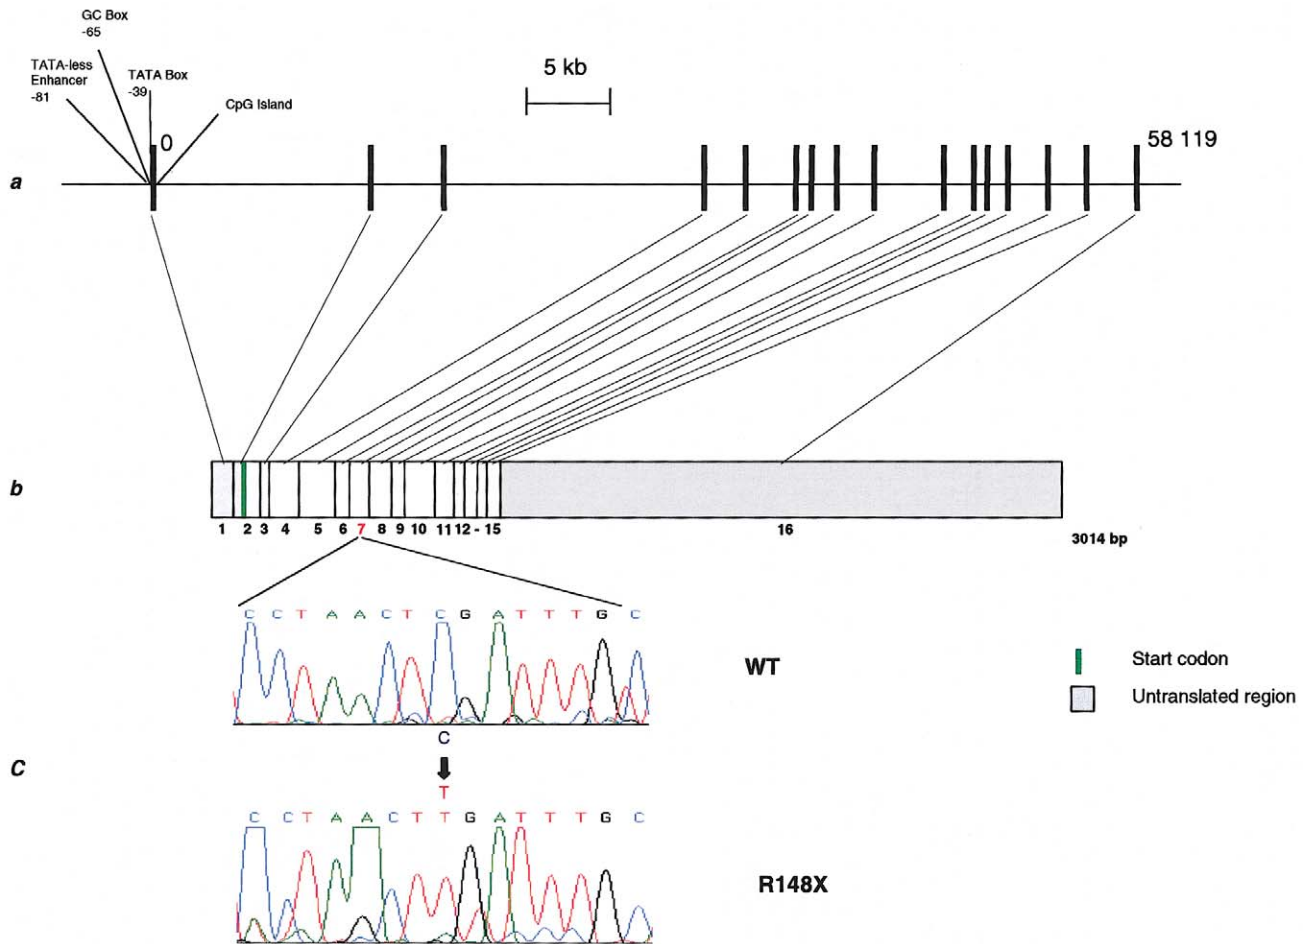 GC Box
-65
TATA-less
Enhancer
-81
TATA Box
-39
CpG Island
5 kb
0
58 119
a
b
1 2 3 4 5 6 7 8 9 10 11 12 - 15 16
3014 bp
C C T A A C T C G A T T T G C
WT
Start codon
Untranslated region
C
C
T
C C T A A C T T G A T T T G C
R148X